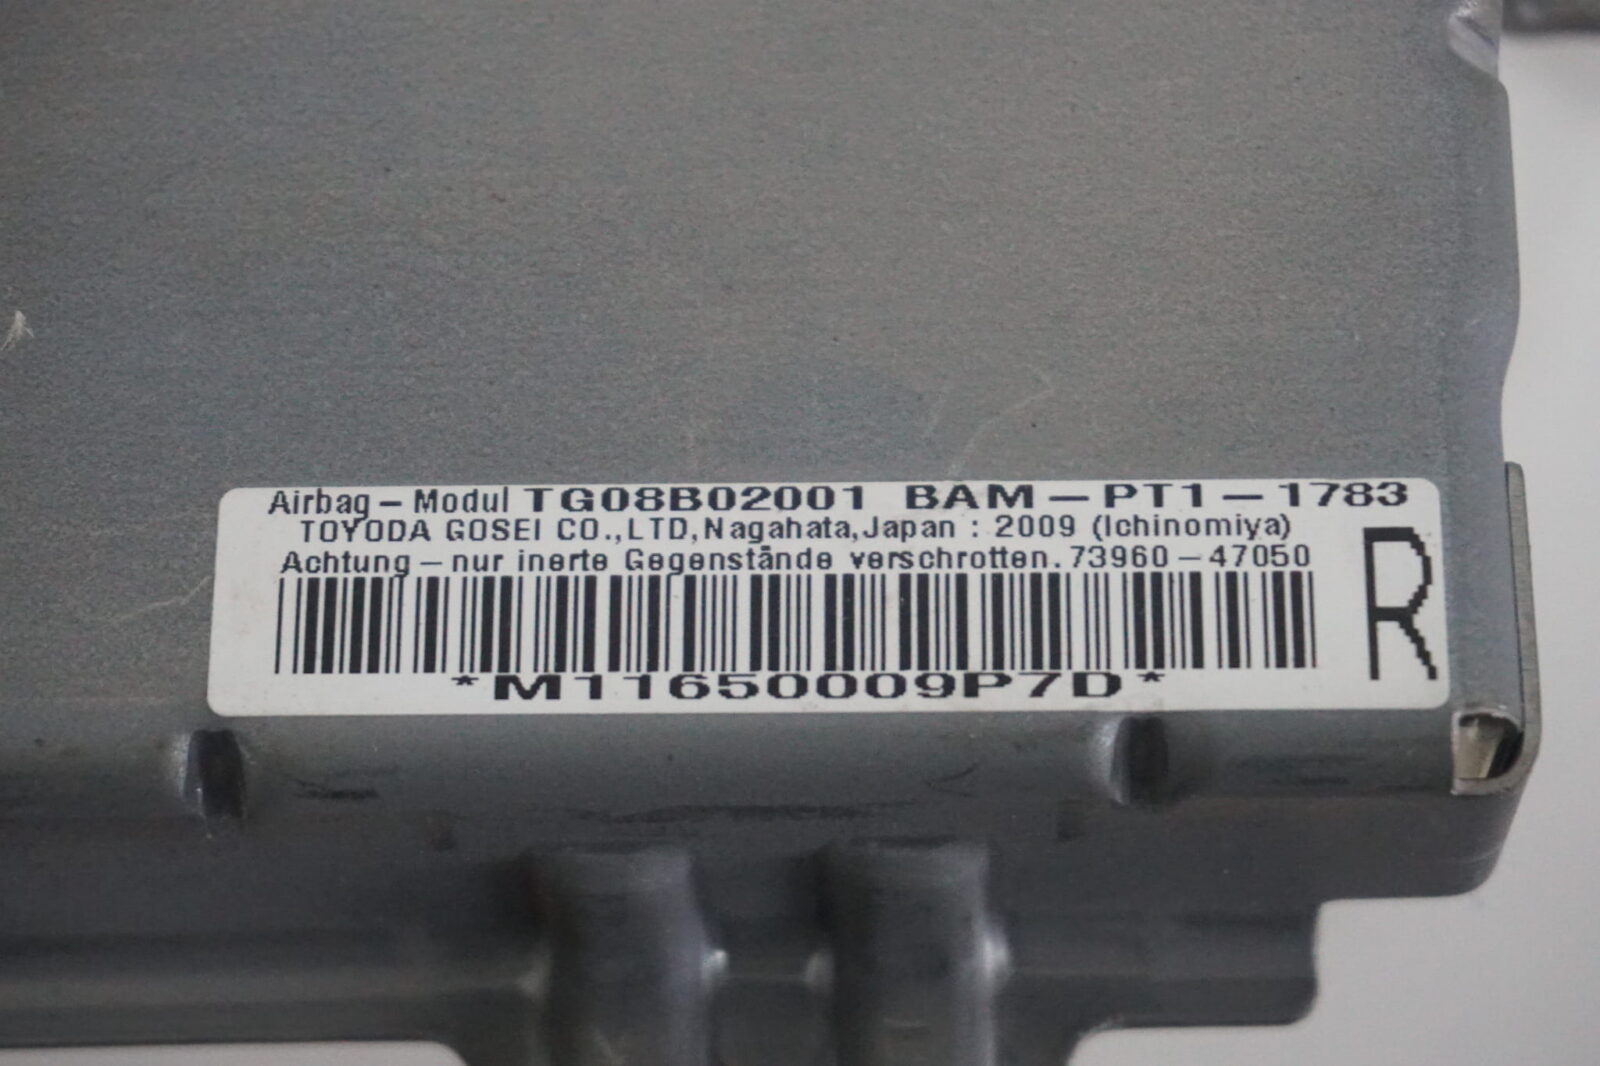 Airbag-Modul TG08B02001 BAM-PT1-1783
TOYODA GOSEI CO.,LTD,Nagahata,Japan : 2009 (Ichinomiya)
Achtung-nur inerte Gegenstände verschrotten.73960-47050
R
*M11650009P7D*